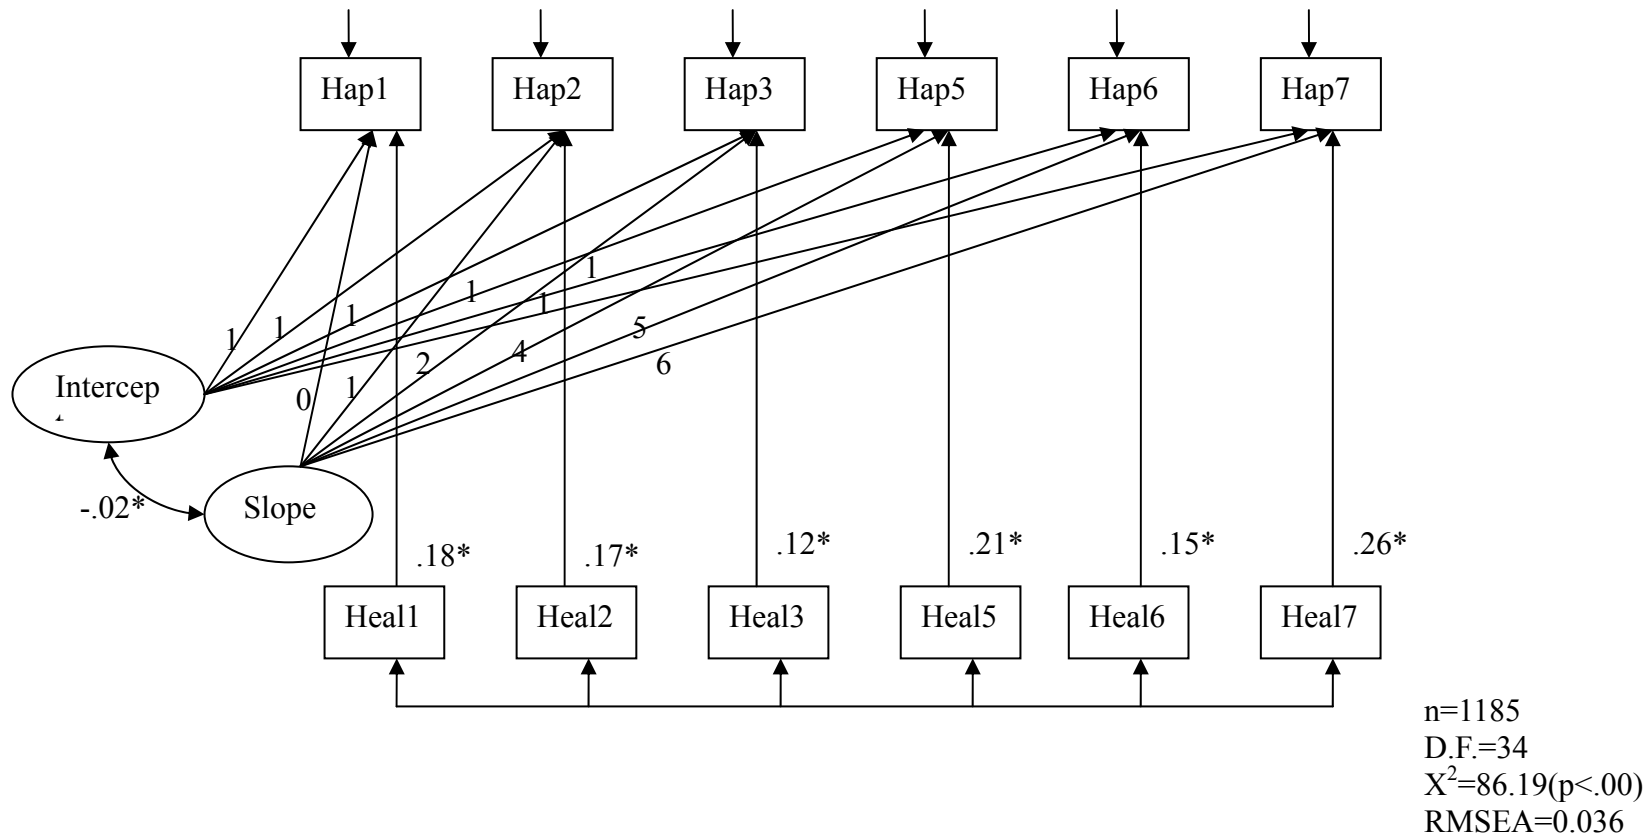 Hap1 Hap2 Hap3 Hap5 Hap6 Hap7
1
1
1
1
1
1
0
1
2
4
5
6
Intercep
-.02*
Slope
.18* .17* .12* .21* .15* .26*
Heal1 Heal2 Heal3 Heal5 Heal6 Heal7
n=1185
D.F.=34
X²=86.19(p<.00)
RMSEA=0.036